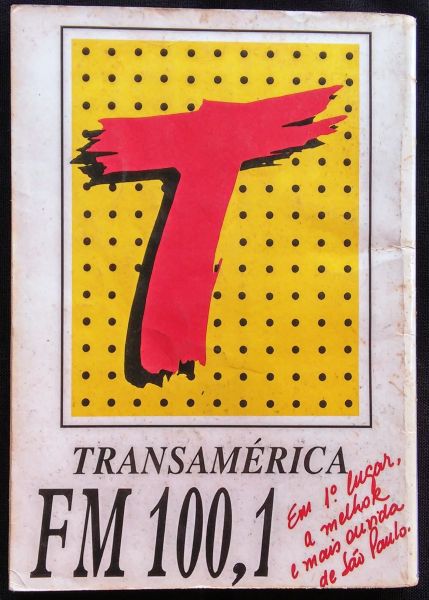 T
TRANSAMÉRICA
FM 100,1
Em 1º lugar,
a melhor
e mais ouvida
de São Paulo.